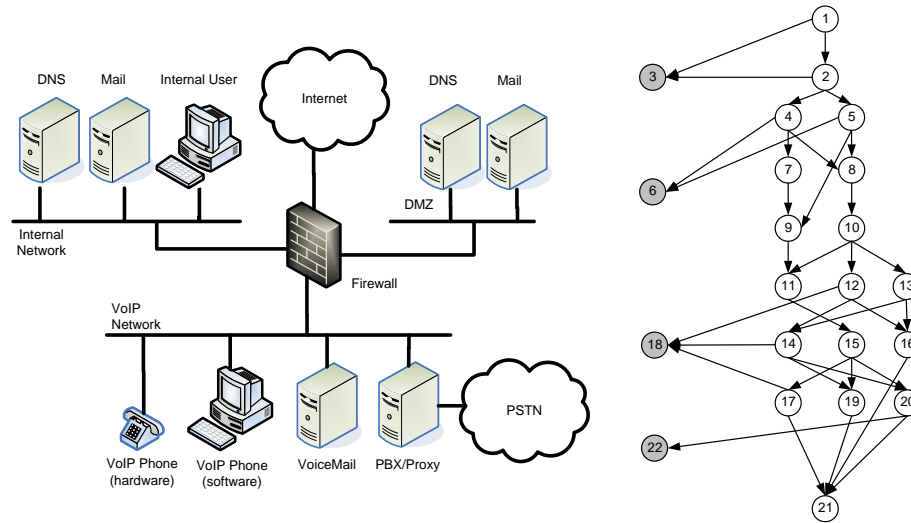 DNS Mail Internal User
Internet
DNS Mail
DMZ
Internal
Network
Firewall
VoIP
Network
PSTN
VoIP Phone
(hardware)
VoIP Phone
(software)
VoiceMail
PBX/Proxy
1
3
2
4
5
6
7
8
9
10
11
12
13
18
14
15
16
17
19
20
22
21